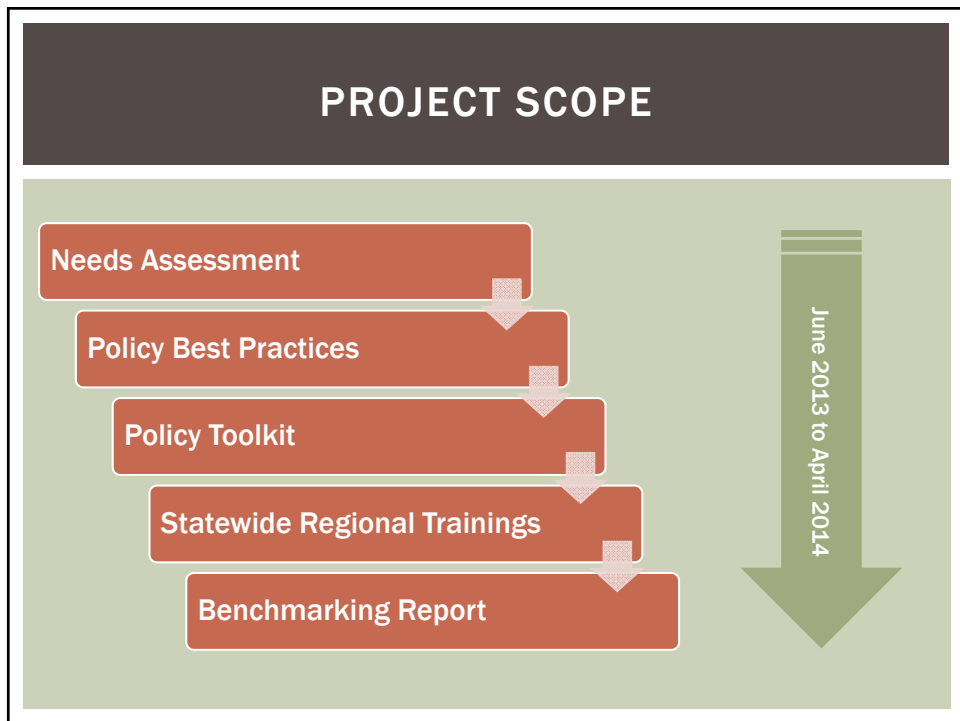 PROJECT SCOPE
Needs Assessment
Policy Best Practices
Policy Toolkit
Statewide Regional Trainings
Benchmarking Report
June 2013 to April 2014